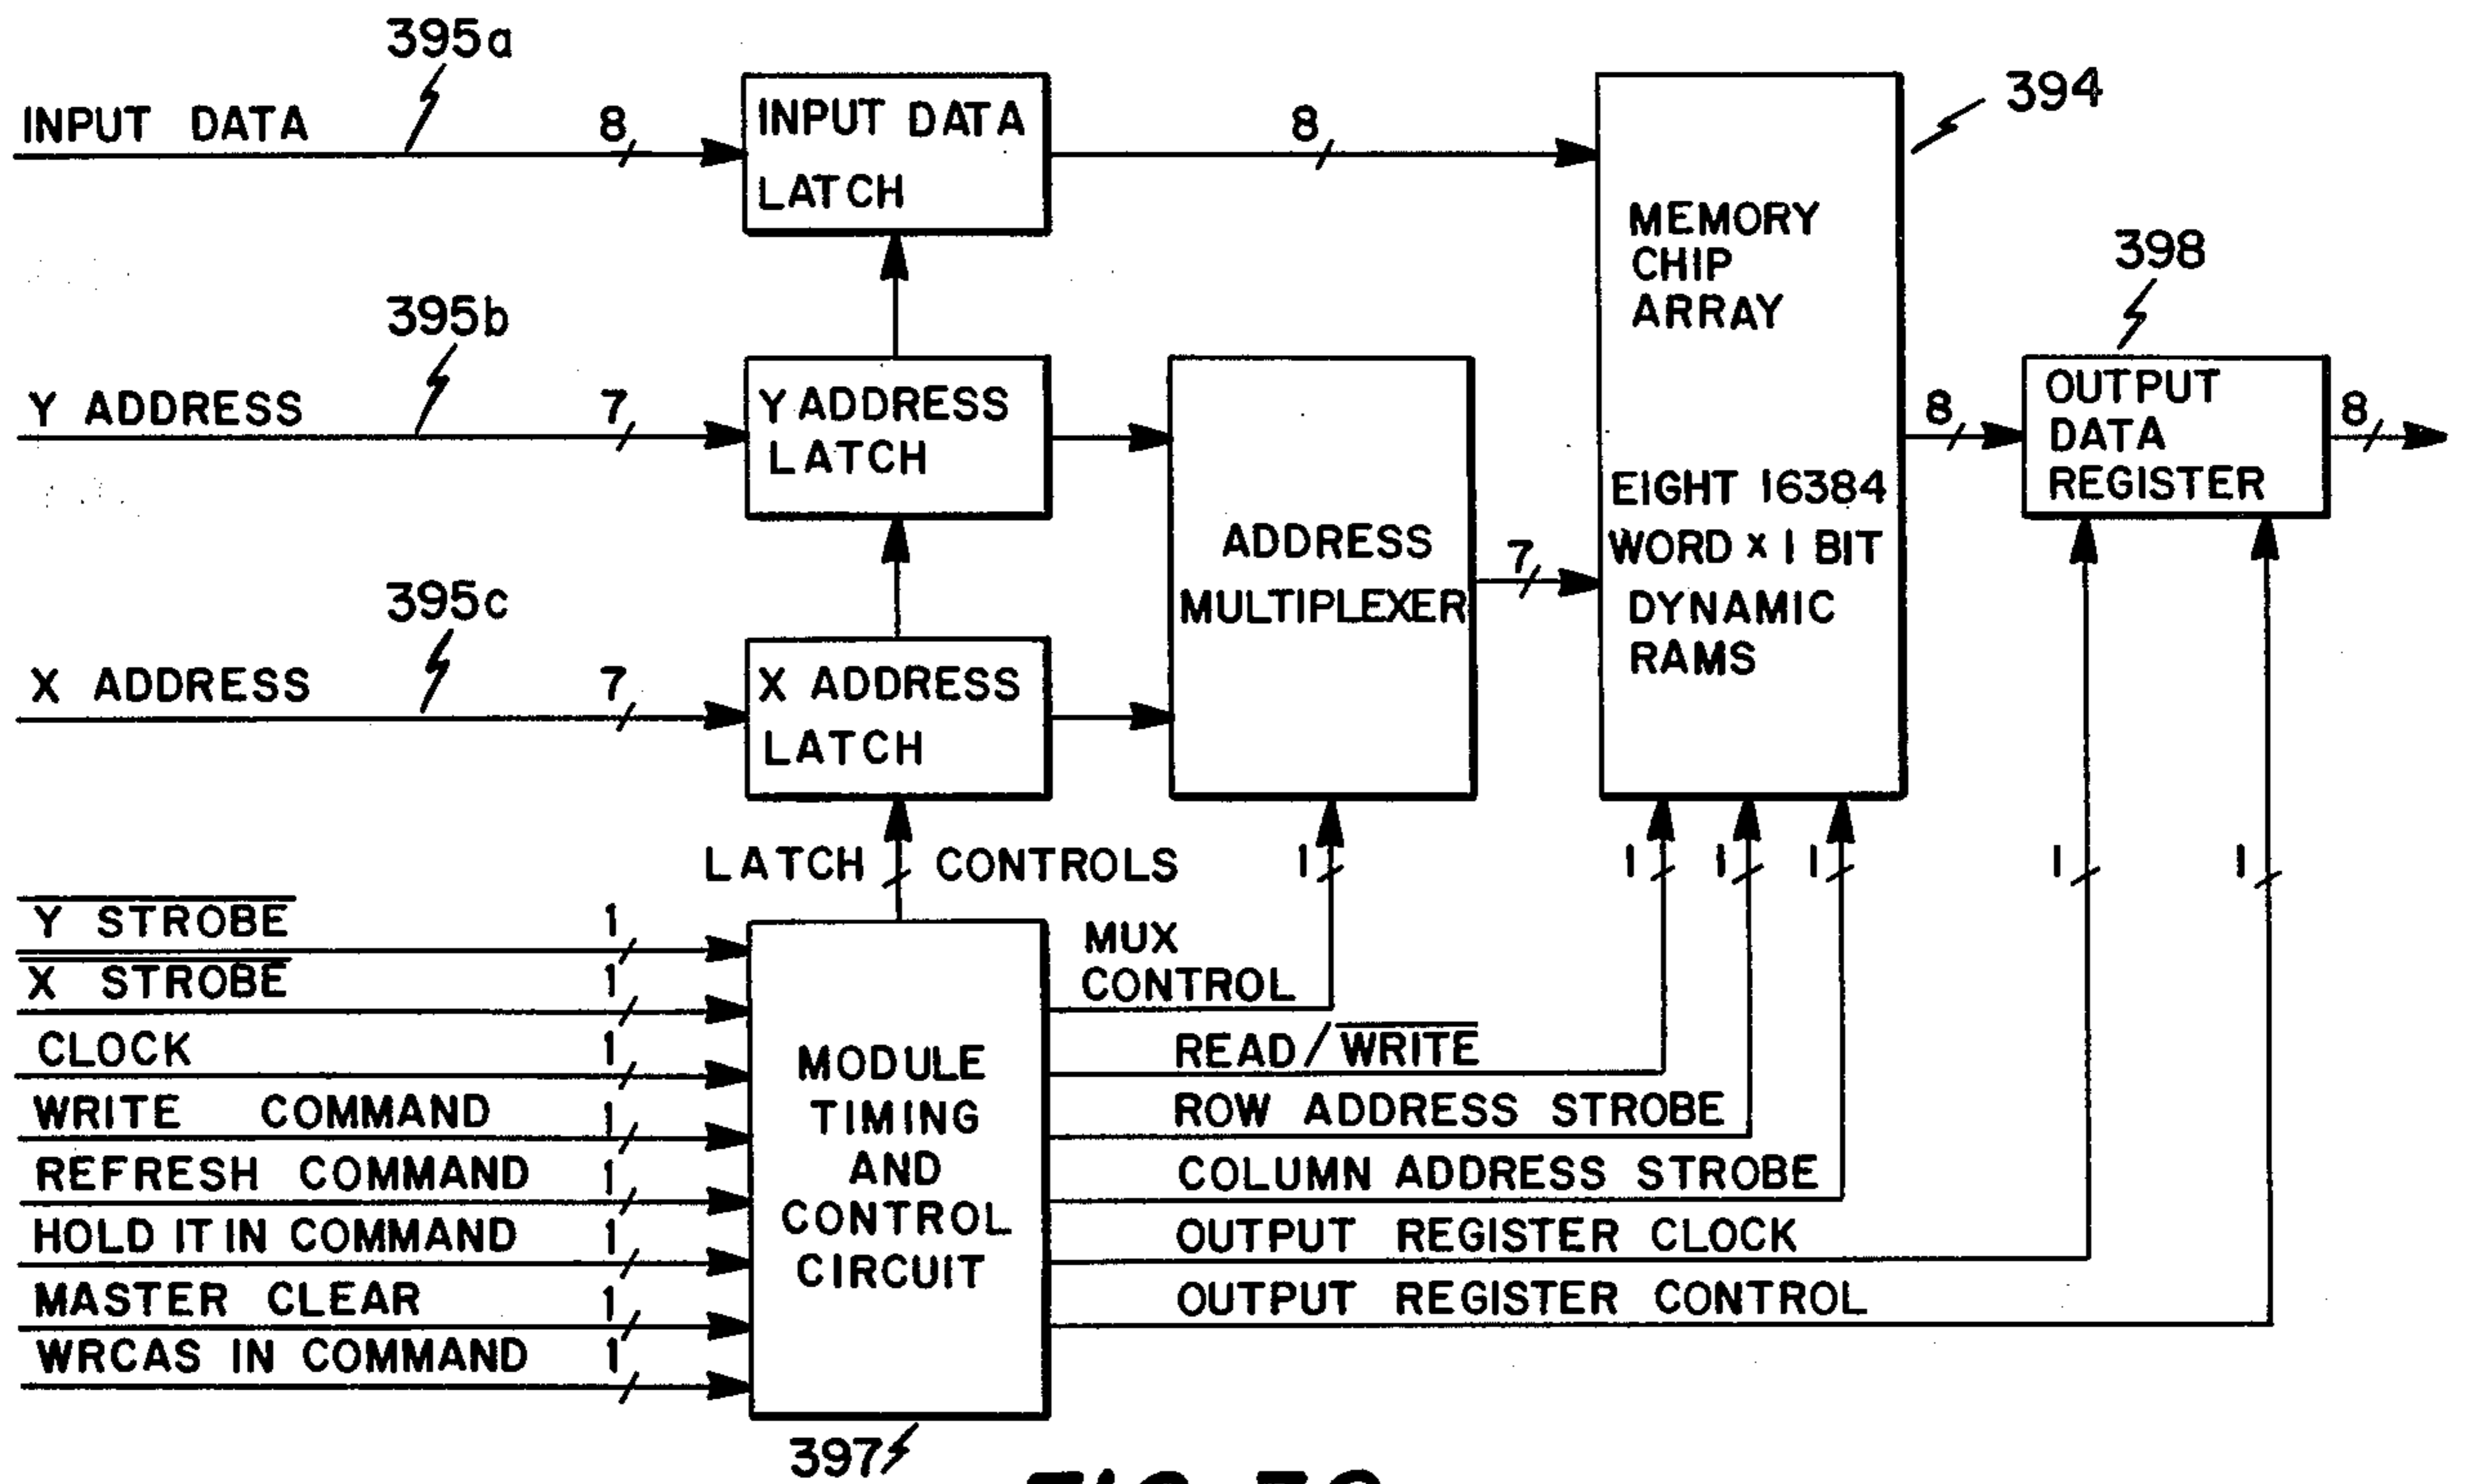 395a
INPUT DATA
8
INPUT DATA
LATCH
8
394
MEMORY
CHIP
ARRAY
EIGHT 16384
WORD x 1 BIT
DYNAMIC
RAMS
398
OUTPUT
DATA
REGISTER
8
8
395b
Y ADDRESS
7
Y ADDRESS
LATCH
ADDRESS
MULTIPLEXER
7
395c
X ADDRESS
7
X ADDRESS
LATCH
LATCH CONTROLS
1
1
1
1
1
1
Y STROBE
1
X STROBE
1
CLOCK
1
WRITE COMMAND
1
REFRESH COMMAND
1
HOLD IT IN COMMAND
1
MASTER CLEAR
1
WRCAS IN COMMAND
1
MODULE
TIMING
AND
CONTROL
CIRCUIT
MUX
CONTROL
READ/WRITE
ROW ADDRESS STROBE
COLUMN ADDRESS STROBE
OUTPUT REGISTER CLOCK
OUTPUT REGISTER CONTROL
397